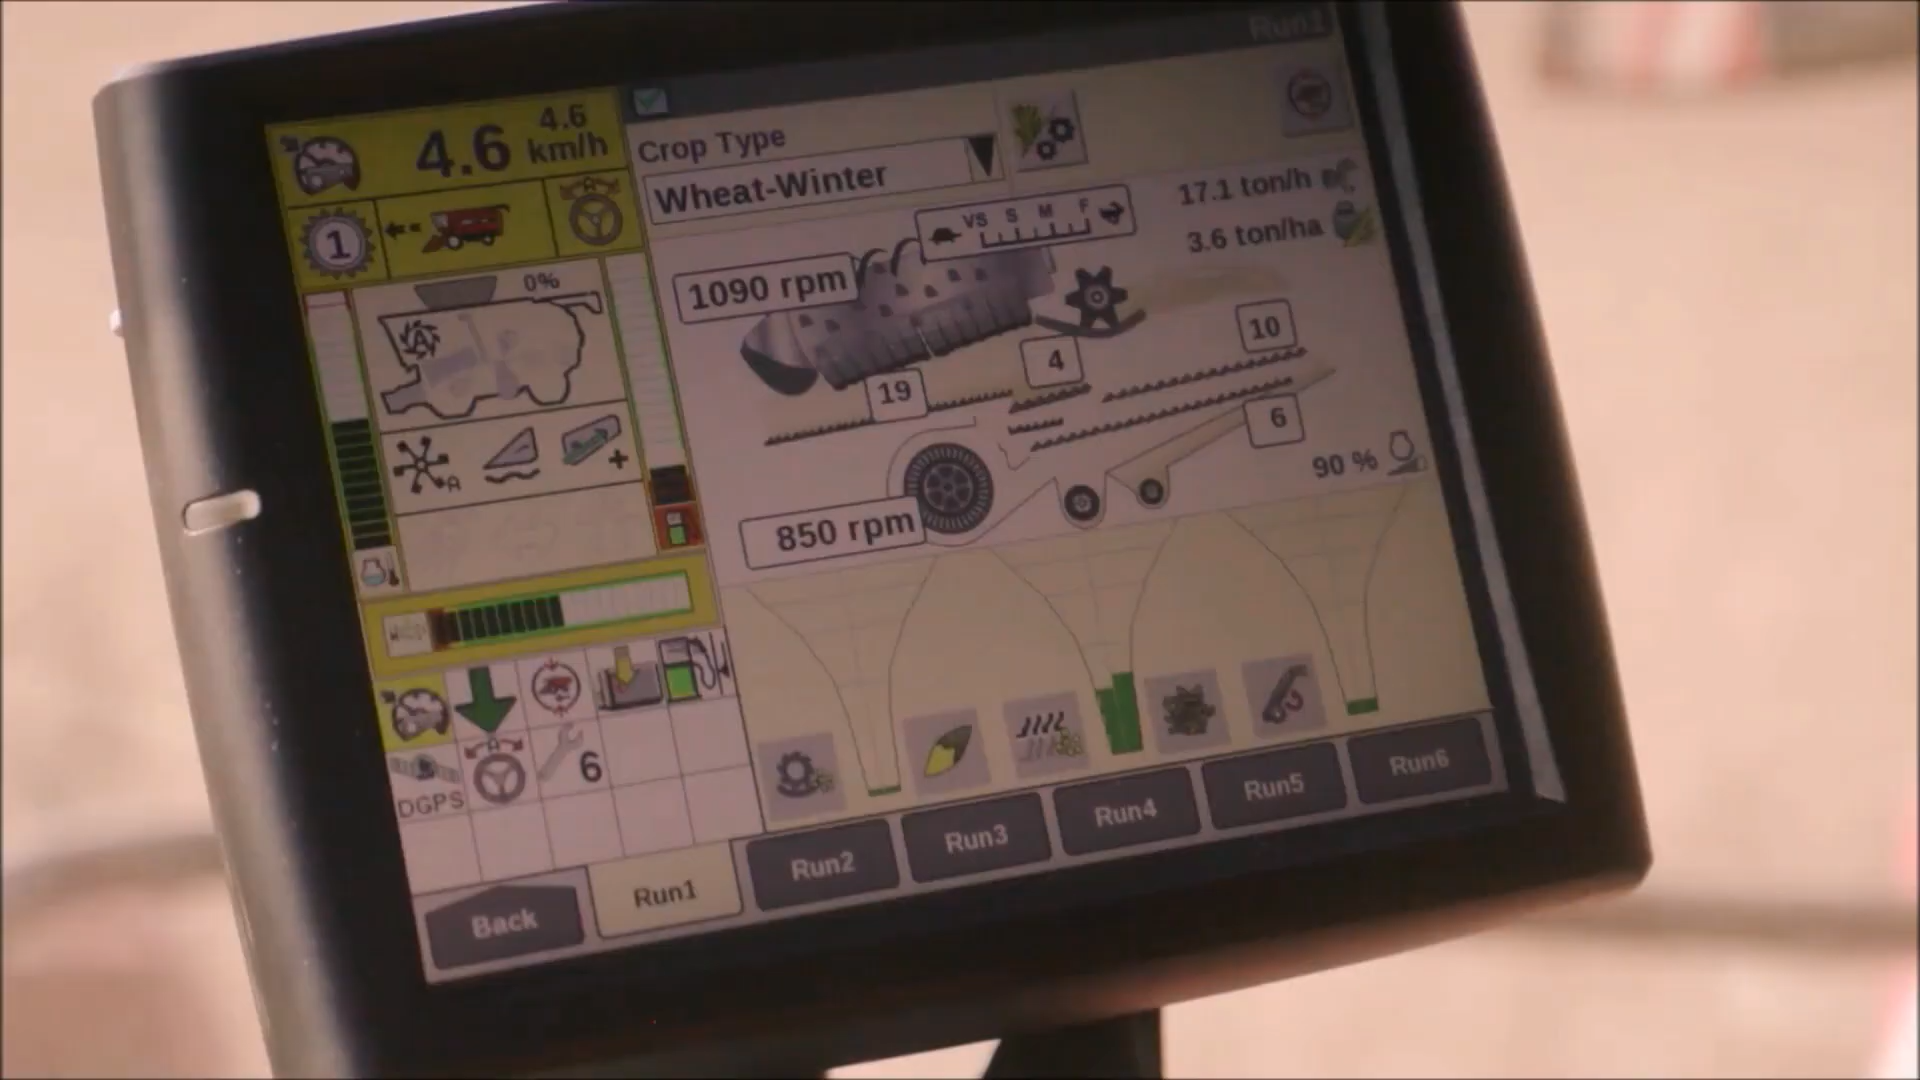 Run1
4.6
4.6
km/h
Crop Type
Wheat-Winter
VS S M F
17.1 ton/h
3.6 ton/ha
1
A
0%
A
1090 rpm
10
4
19
6
A
90 %
850 rpm
A
6
DGPS
Back
Run1
Run2
Run3
Run4
Run5
Run6